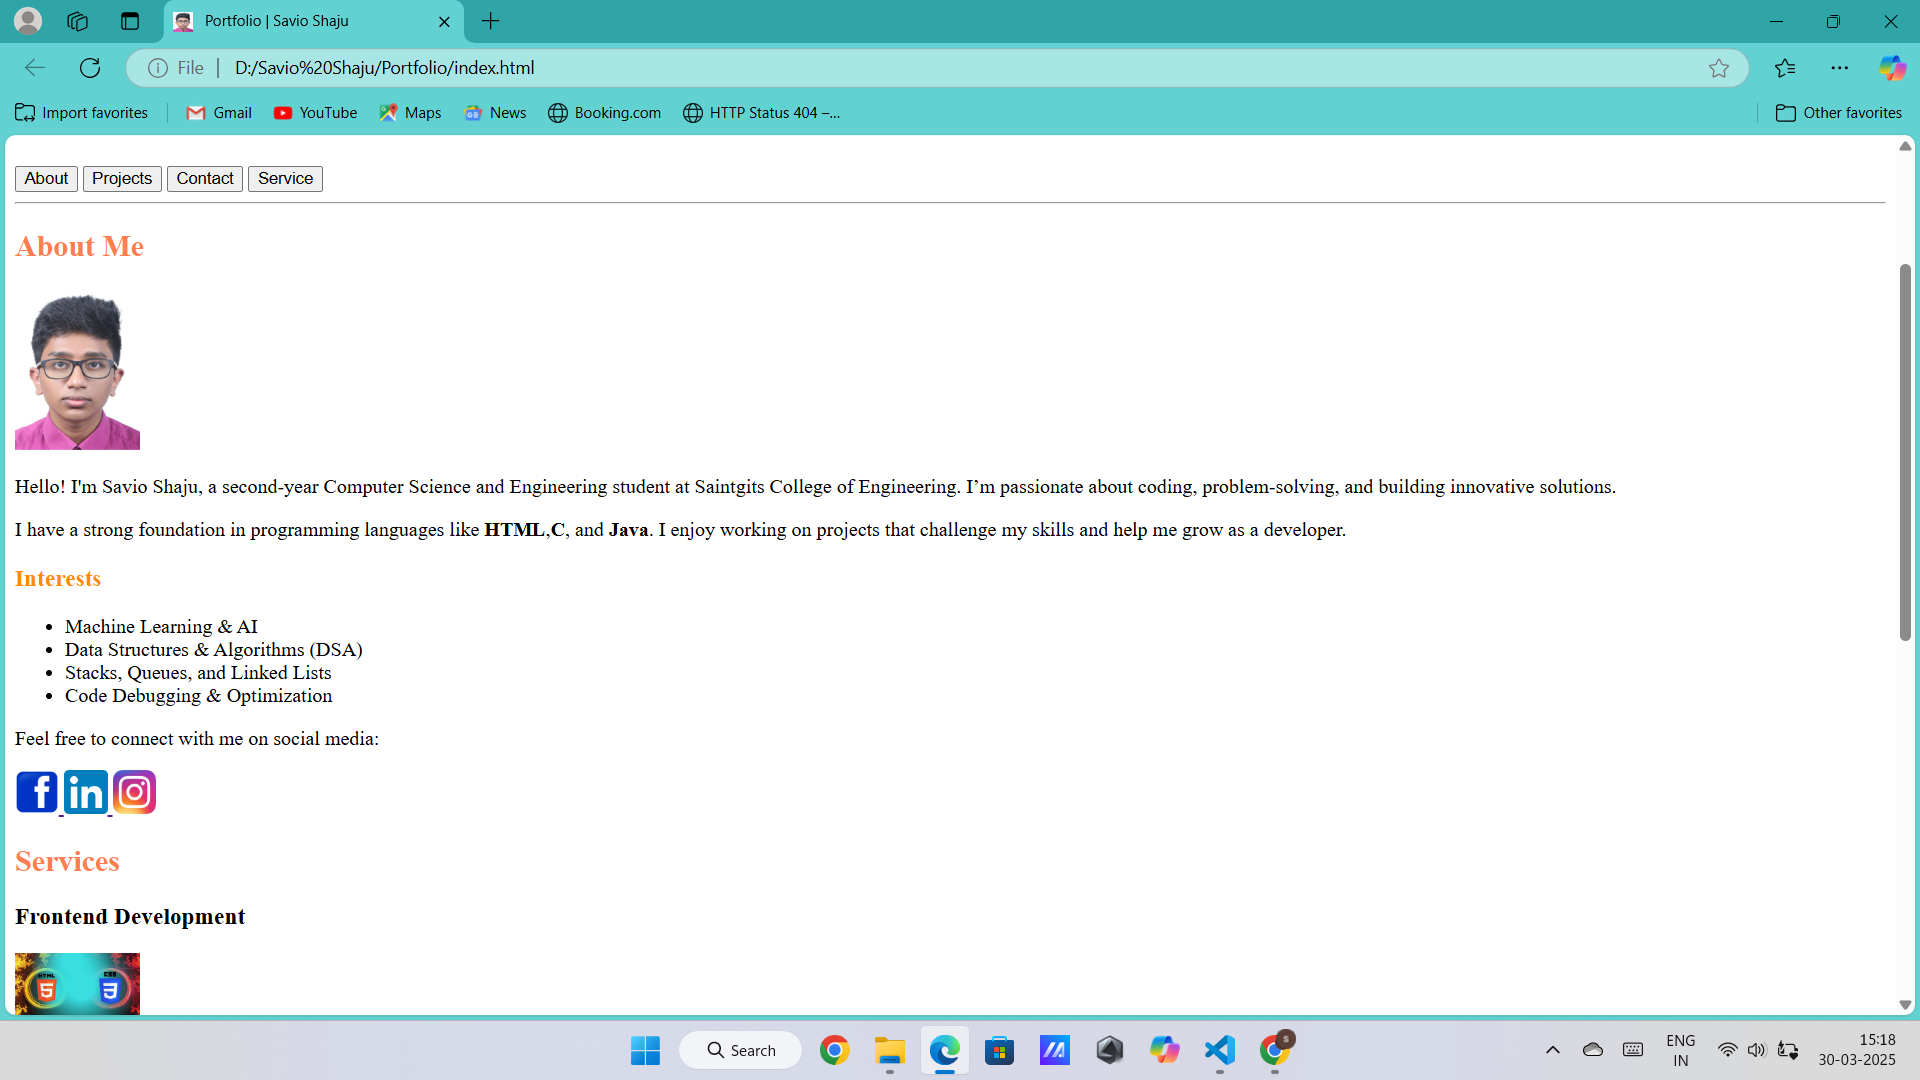 Portfolio | Savio Shaju
File
D:/Savio%20Shaju/Portfolio/index.html
Import favorites
Gmail
YouTube
Maps
News
Booking.com
HTTP Status 404 –...
Other favorites
About Projects Contact Service
About Me
Hello! I'm Savio Shaju, a second-year Computer Science and Engineering student at Saintgits College of Engineering. I’m passionate about coding, problem-solving, and building innovative solutions.
I have a strong foundation in programming languages like HTML,C, and Java. I enjoy working on projects that challenge my skills and help me grow as a developer.
Interests
• Machine Learning & AI
• Data Structures & Algorithms (DSA)
• Stacks, Queues, and Linked Lists
• Code Debugging & Optimization
Feel free to connect with me on social media:
f in
Services
Frontend Development
HTML CSS
5 3
Search
ENG
IN
15:18
30-03-2025